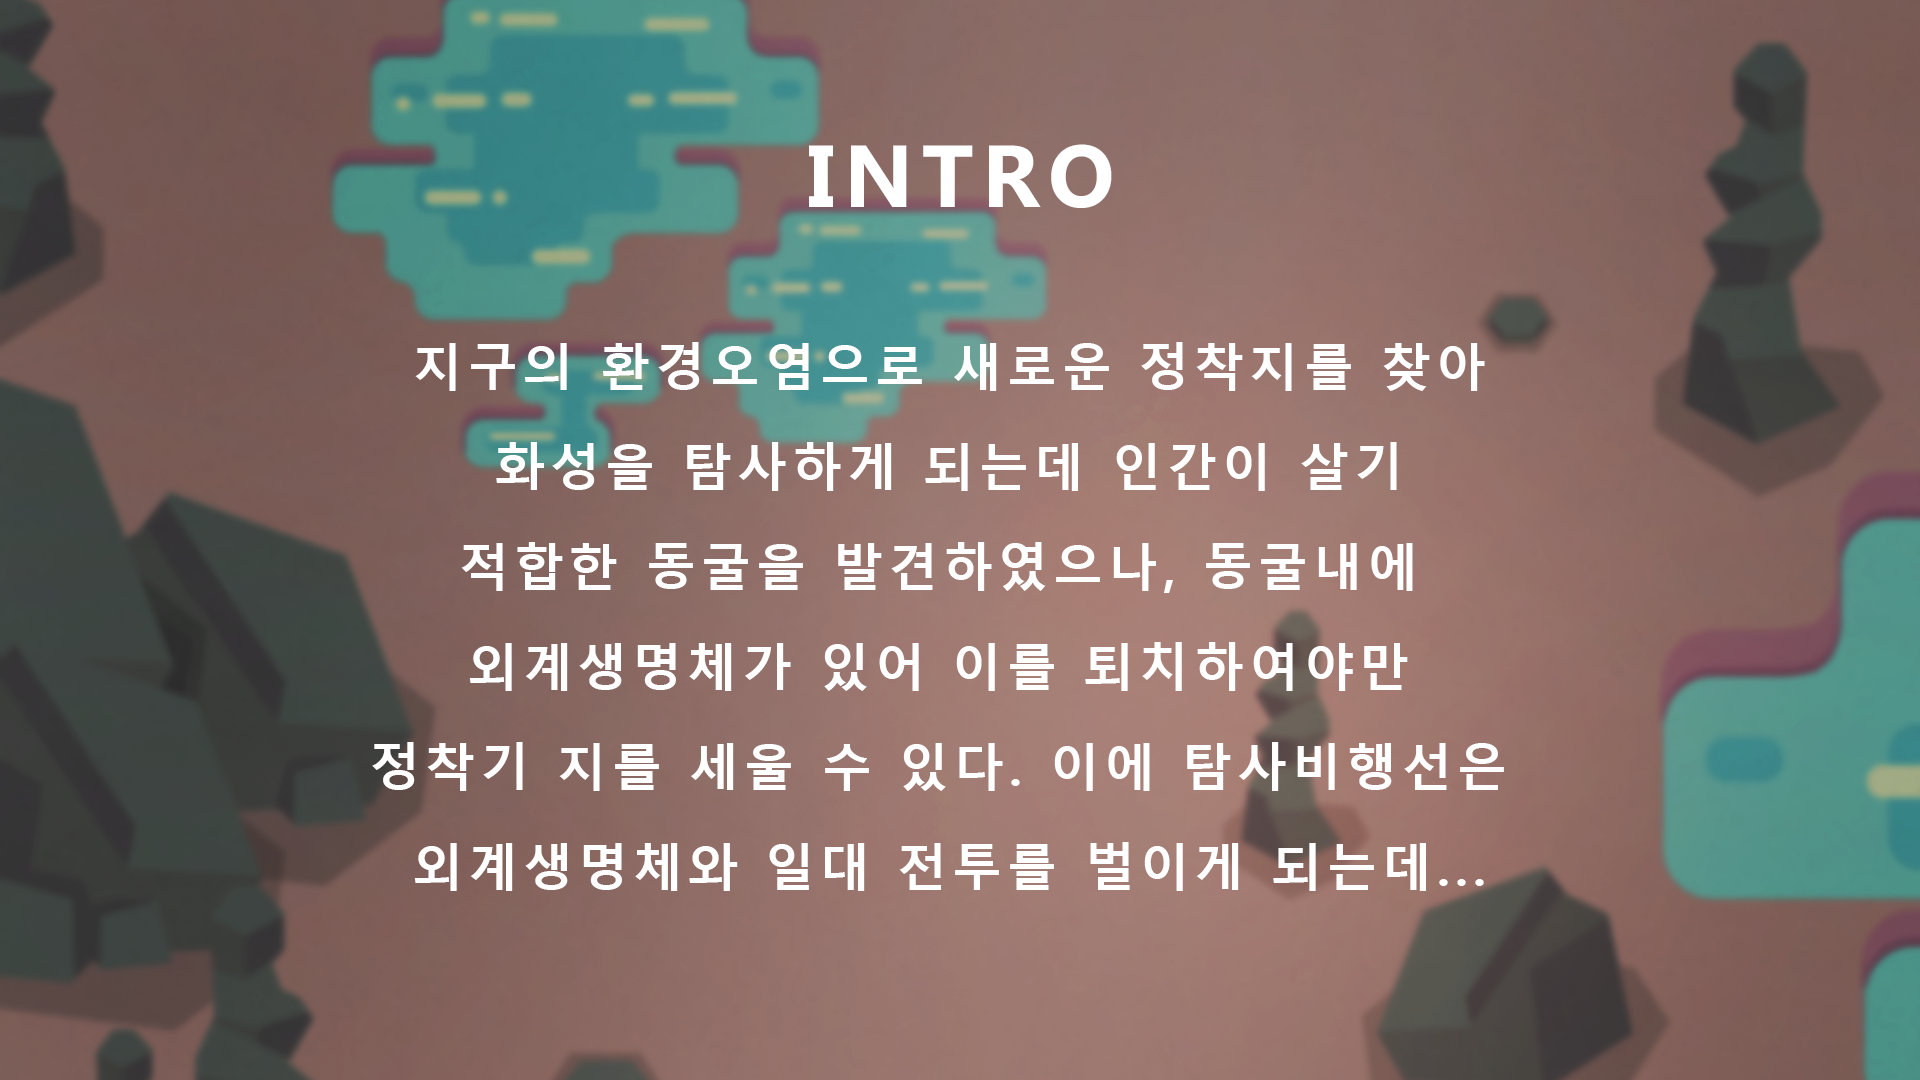 INTRO
지구의 환경오염으로 새로운 정착지를 찾아
화성을 탐사하게 되는데 인간이 살기
적합한 동굴을 발견하였으나, 동굴내에
외계생명체가 있어 이를 퇴치하여야만
정착기 지를 세울 수 있다. 이에 탐사비행선은
외계생명체와 일대 전투를 벌이게 되는데...